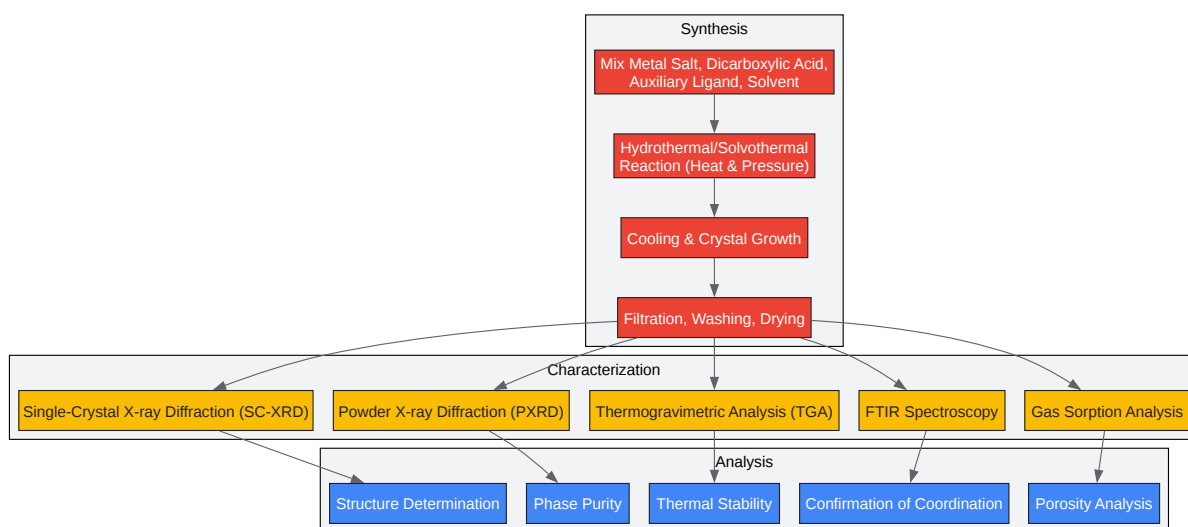 Synthesis
Mix Metal Salt, Dicarboxylic Acid,
Auxiliary Ligand, Solvent
Hydrothermal/Solvothermal
Reaction (Heat & Pressure)
Cooling & Crystal Growth
Filtration, Washing, Drying
Characterization
Single-Crystal X-ray Diffraction (SC-XRD)
Powder X-ray Diffraction (PXRD)
Thermogravimetric Analysis (TGA)
FTIR Spectroscopy
Gas Sorption Analysis
Analysis
Structure Determination
Phase Purity
Thermal Stability
Confirmation of Coordination
Porosity Analysis